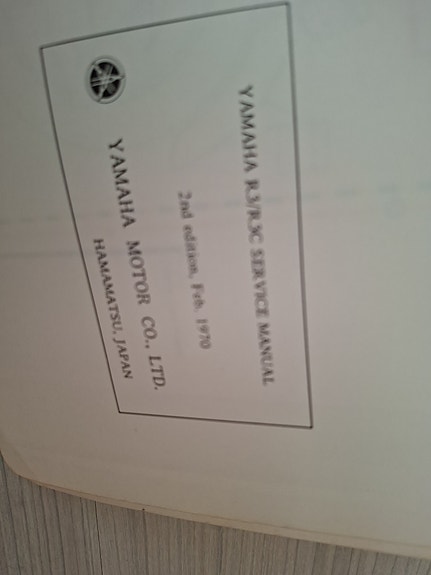 YAMAHA R3/R3C SERVICE MANUAL
2nd edition, Feb. 1970
YAMAHA MOTOR CO., LTD.
HAMAMATSU, JAPAN